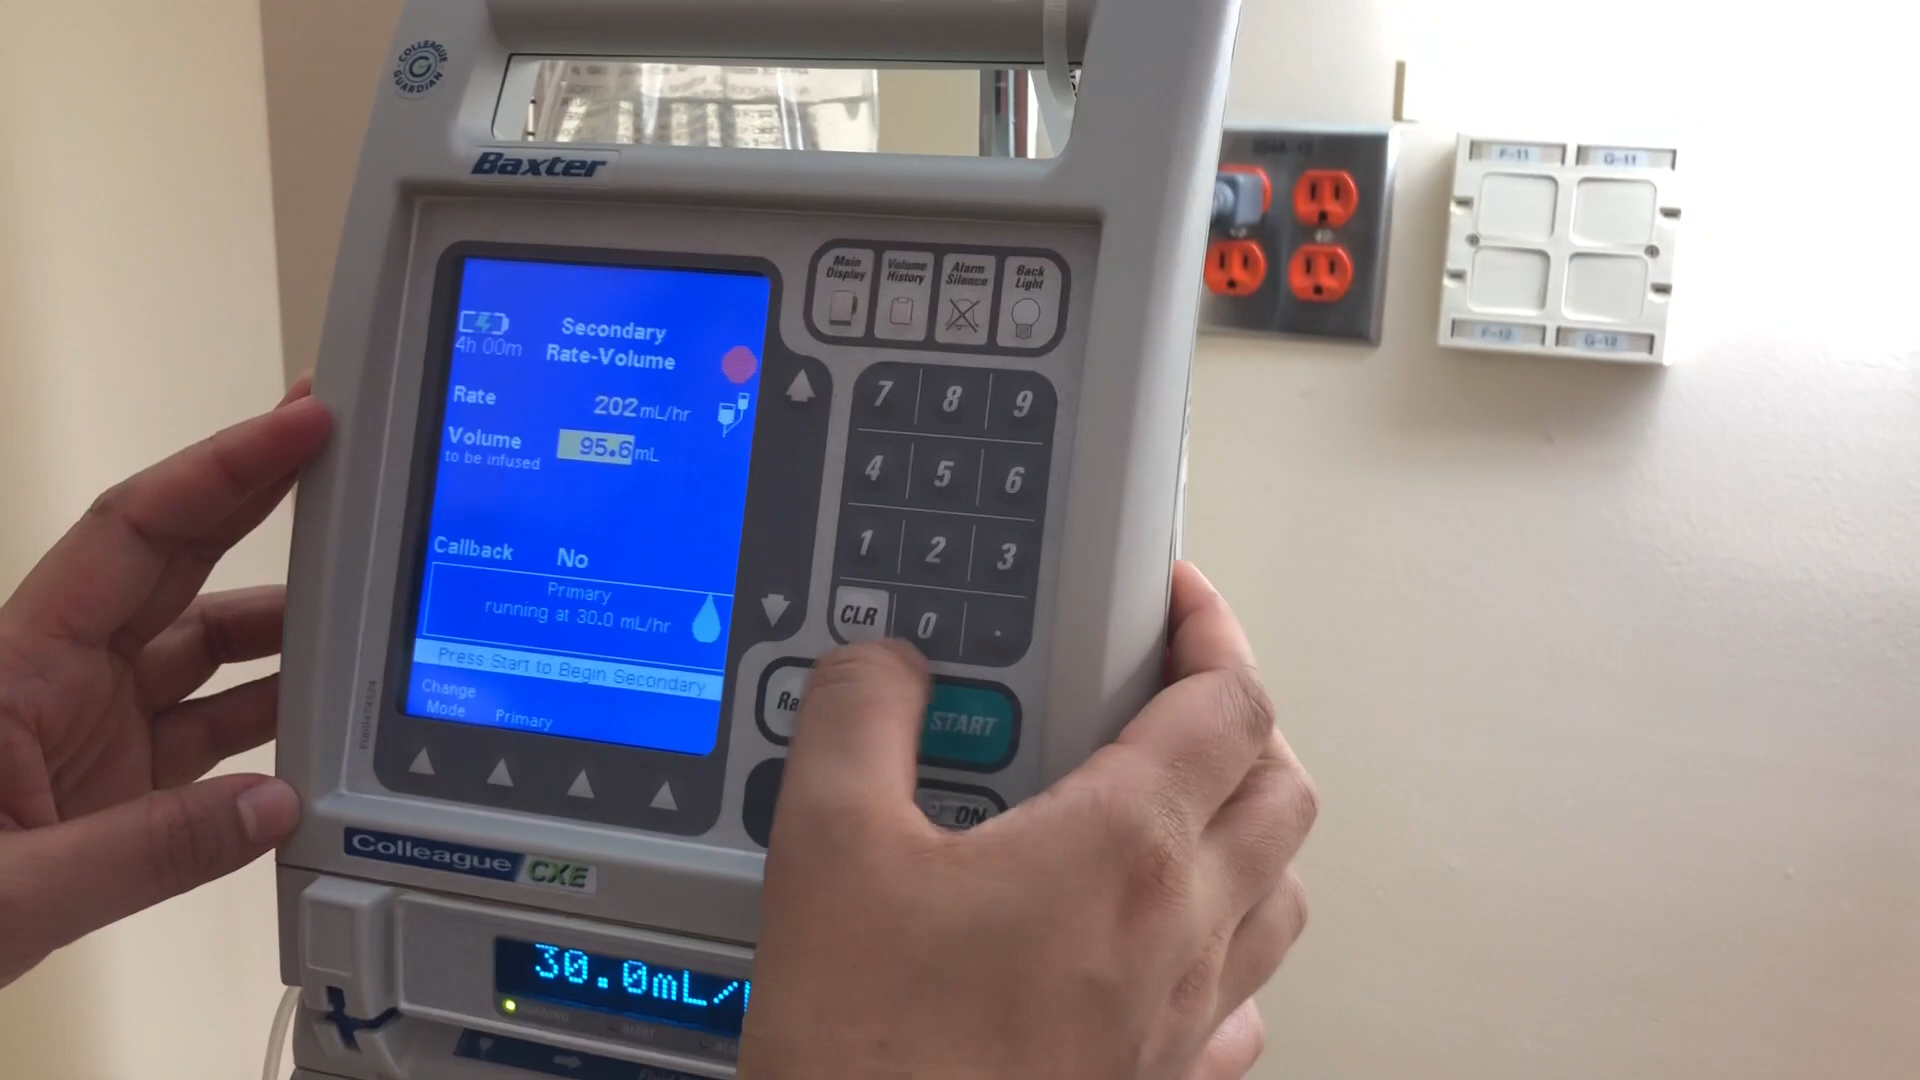 COLLEAGUE
GUARDIAN
Baxter
Main
Display
Volume
History
Alarm
Silence
Back
Light
4h 00m
Secondary
Rate-Volume
Rate 202 mL/hr
Volume 95.6 mL
to be infused
Callback No
Primary
running at 30.0 mL/hr
Press Start to Begin Secondary
Change
Mode Primary
7 8 9
4 5 6
1 2 3
CLR 0 .
START
ON
Colleague CXE
30.0mL/
F-11 G-11
F-12 G-12